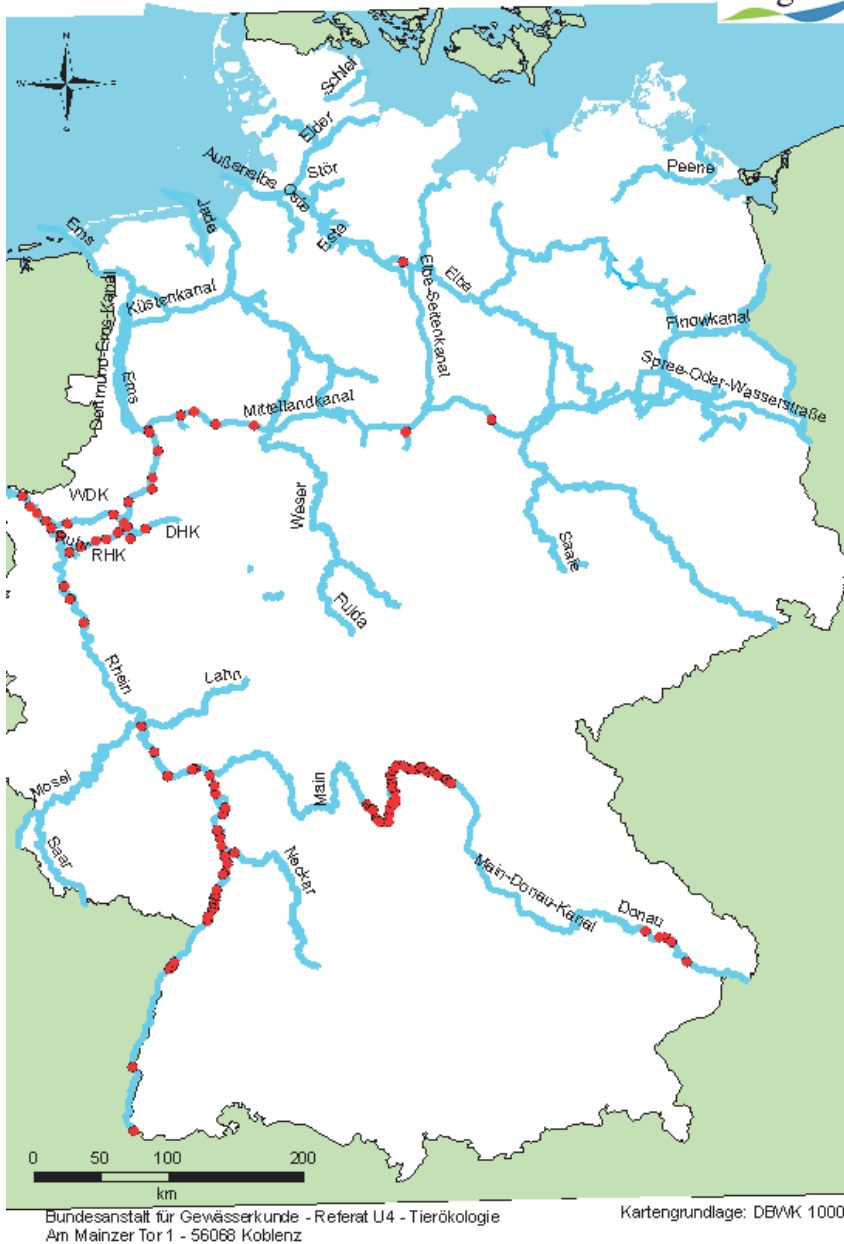 N
W
Schlei
Eider
Stör
Außenelbe
Oste
Peene
Ems
Jade
Este
Elbe
Elbe-Seitenkanal
Küstenkanal
Finowkanal
Dortmund-Ems-Kanal
Ems
Spree-Oder-Wasserstraße
Mittellandkanal
WDK
Weser
DHK
Ruhr
RHK
Saale
Fulda
Rhein
Lahn
Mosel
Main
Saar
Neckar
Main-Donau-Kanal
Donau
0 50 100 200
km
Bundesanstalt für Gewässerkunde - Referat U4 - Tierökologie
Am Mainzer Tor 1 - 56068 Koblenz
Kartengrundlage: DBWK 1000